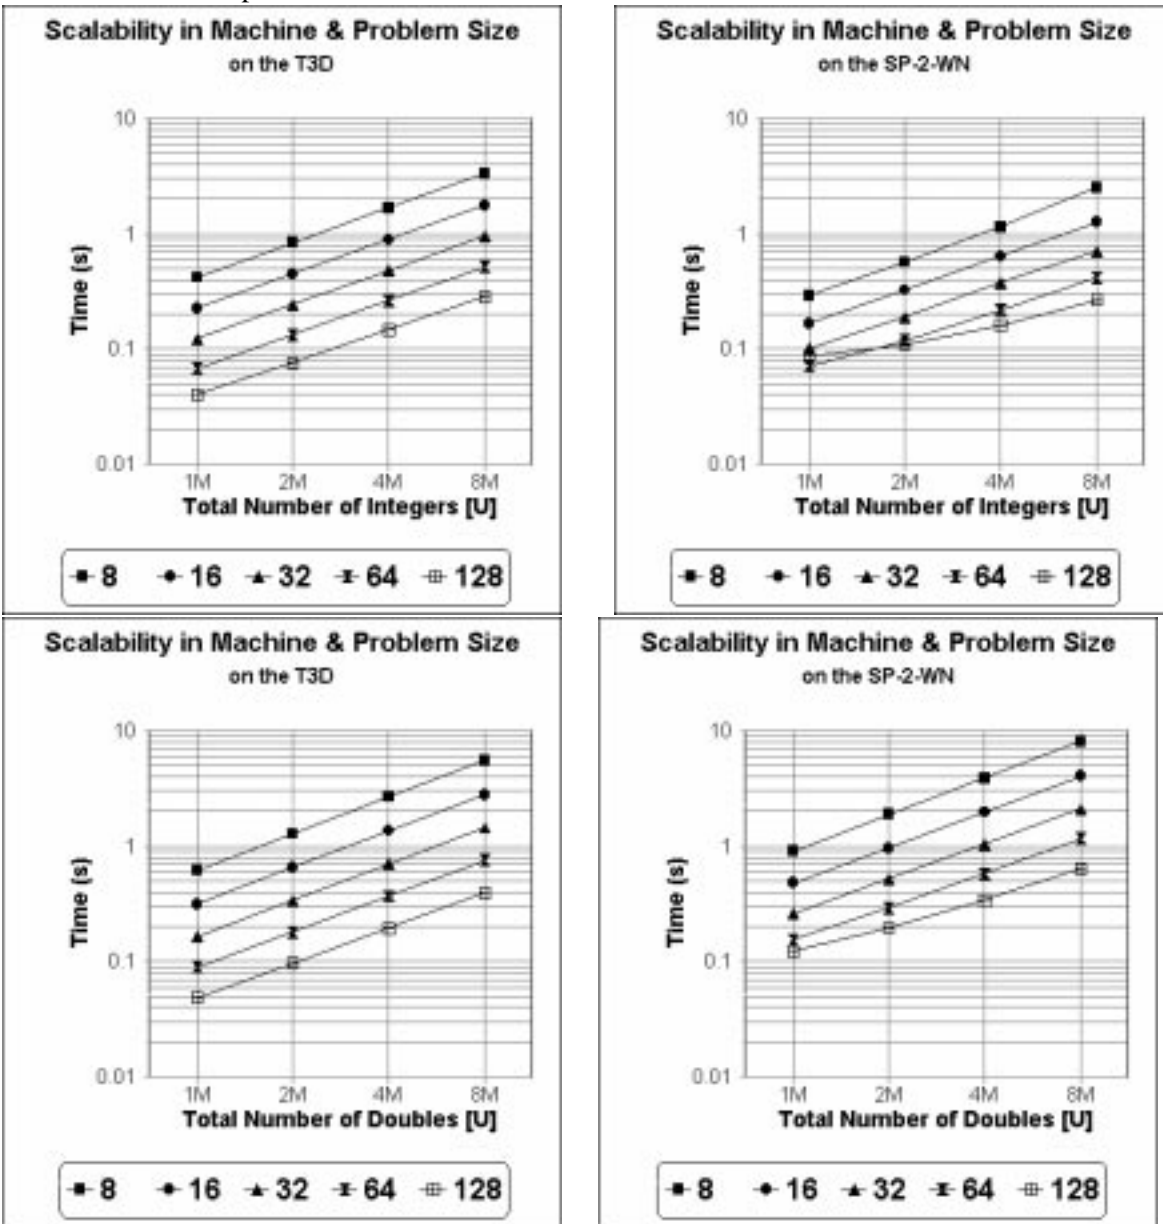 Scalability in Machine & Problem Size
on the T3D
10
1
0.1
0.01
Time (s)
1M 2M 4M 8M
Total Number of Integers [U]
8 16 32 64 128
Scalability in Machine & Problem Size
on the SP-2-WN
10
1
0.1
0.01
Time (s)
1M 2M 4M 8M
Total Number of Integers [U]
8 16 32 64 128
Scalability in Machine & Problem Size
on the T3D
10
1
0.1
0.01
Time (s)
1M 2M 4M 8M
Total Number of Doubles [U]
8 16 32 64 128
Scalability in Machine & Problem Size
on the SP-2-WN
10
1
0.1
0.01
Time (s)
1M 2M 4M 8M
Total Number of Doubles [U]
8 16 32 64 128